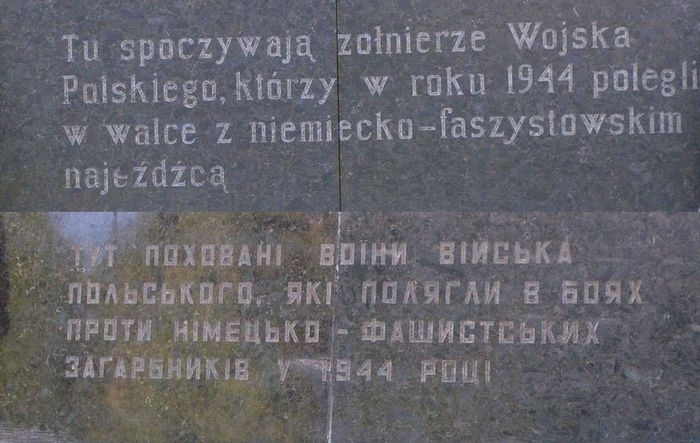 Tu spoczywają żołnierze Wojska
Polskiego, którzy w roku 1944 polegli
w walce z niemiecko-faszystowskim
najeźdźcą
ТУТ ПОХОВАНІ ВОІНИ ВІЙСЬКА
ПОЛЬСЬКОГО, ЯКІ ПОЛЯГЛИ В БОЯХ
ПРОТИ НІМЕЦЬКО-ФАШИСТСЬКИХ
ЗАГАРБНИКІВ У 1944 РОЦІ